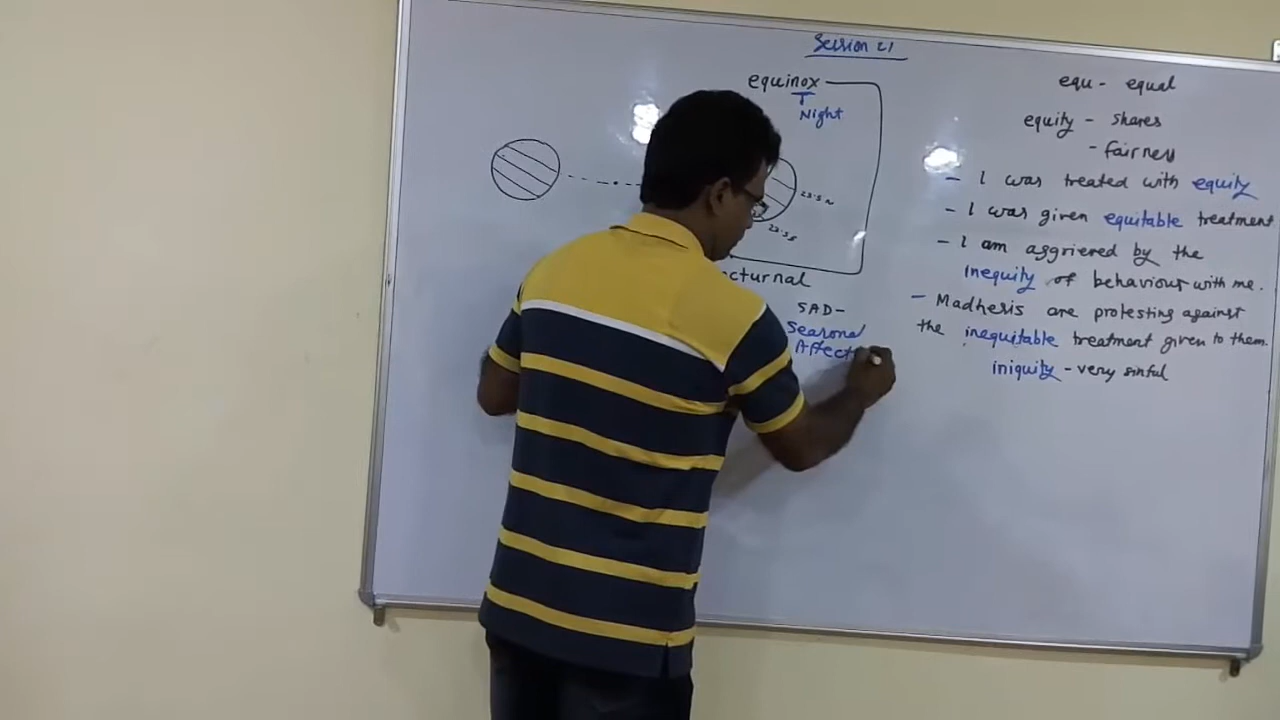 Session 21
equinox
Night
23.5 N
23.5 S
cturnal
SAD-
Seasonal
Affect
equ - equal
equity - shares
- fairness
- I was treated with equity
- I was given equitable treatment
- I am aggriered by the
inequity of behaviour with me.
- Madhesis are protesting against
the inequitable treatment given to them.
iniquity - very sinful